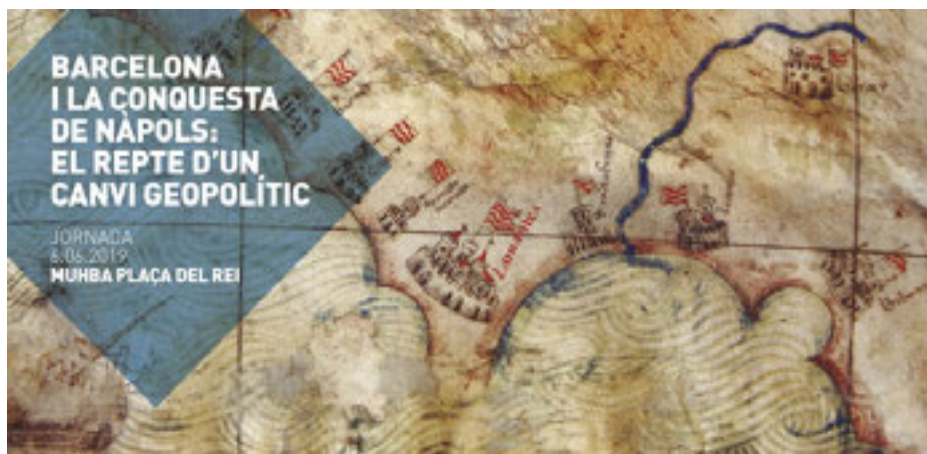 BARCELONA
I LA CONQUESTA
DE NÀPOLS:
EL REPTE D'UN
CANVI GEOPOLÍTIC
JORNADA
6.06.2019
MUHBA PLAÇA DEL REI